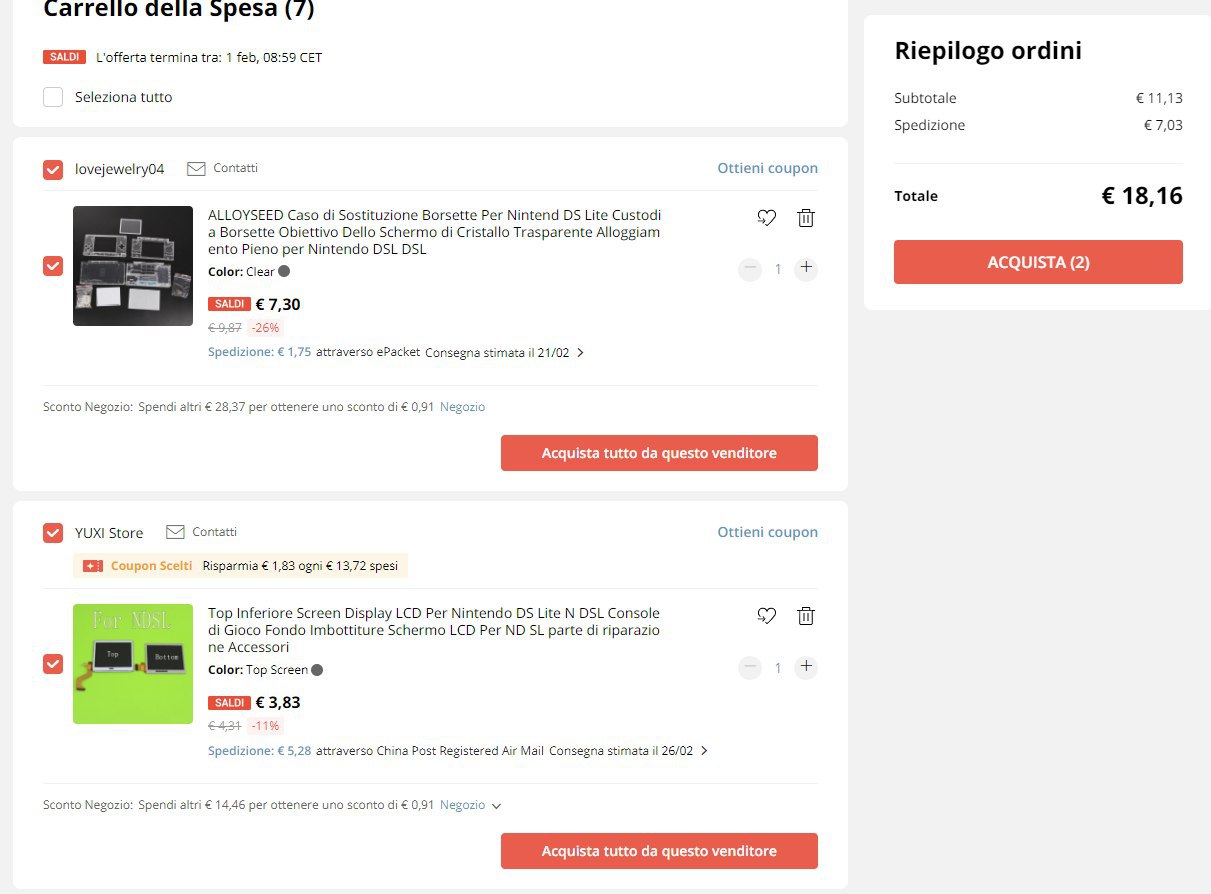 Carrello della Spesa (7)
SALDI L'offerta termina tra: 1 feb, 08:59 CET
Seleziona tutto
lovejewelry04 Contatti Ottieni coupon
ALLOYSEED Caso di Sostituzione Borsette Per Nintend DS Lite Custodi
a Borsette Obiettivo Dello Schermo di Cristallo Trasparente Alloggiam
ento Pieno per Nintendo DSL DSL
Color: Clear
1
SALDI € 7,30
€ 9,87 -26%
Spedizione: € 1,75 attraverso ePacket Consegna stimata il 21/02
Sconto Negozio: Spendi altri € 28,37 per ottenere uno sconto di € 0,91 Negozio
Acquista tutto da questo venditore
YUXI Store Contatti Ottieni coupon
Coupon Scelti Risparmia € 1,83 ogni € 13,72 spesi
For NDSL
Top
Bottom
Top Inferiore Screen Display LCD Per Nintendo DS Lite N DSL Console
di Gioco Fondo Imbottiture Schermo LCD Per ND SL parte di riparazio
ne Accessori
Color: Top Screen
1
SALDI € 3,83
€ 4,31 -11%
Spedizione: € 5,28 attraverso China Post Registered Air Mail Consegna stimata il 26/02
Sconto Negozio: Spendi altri € 14,46 per ottenere uno sconto di € 0,91 Negozio
Acquista tutto da questo venditore
Riepilogo ordini
Subtotale € 11,13
Spedizione € 7,03
Totale € 18,16
ACQUISTA (2)